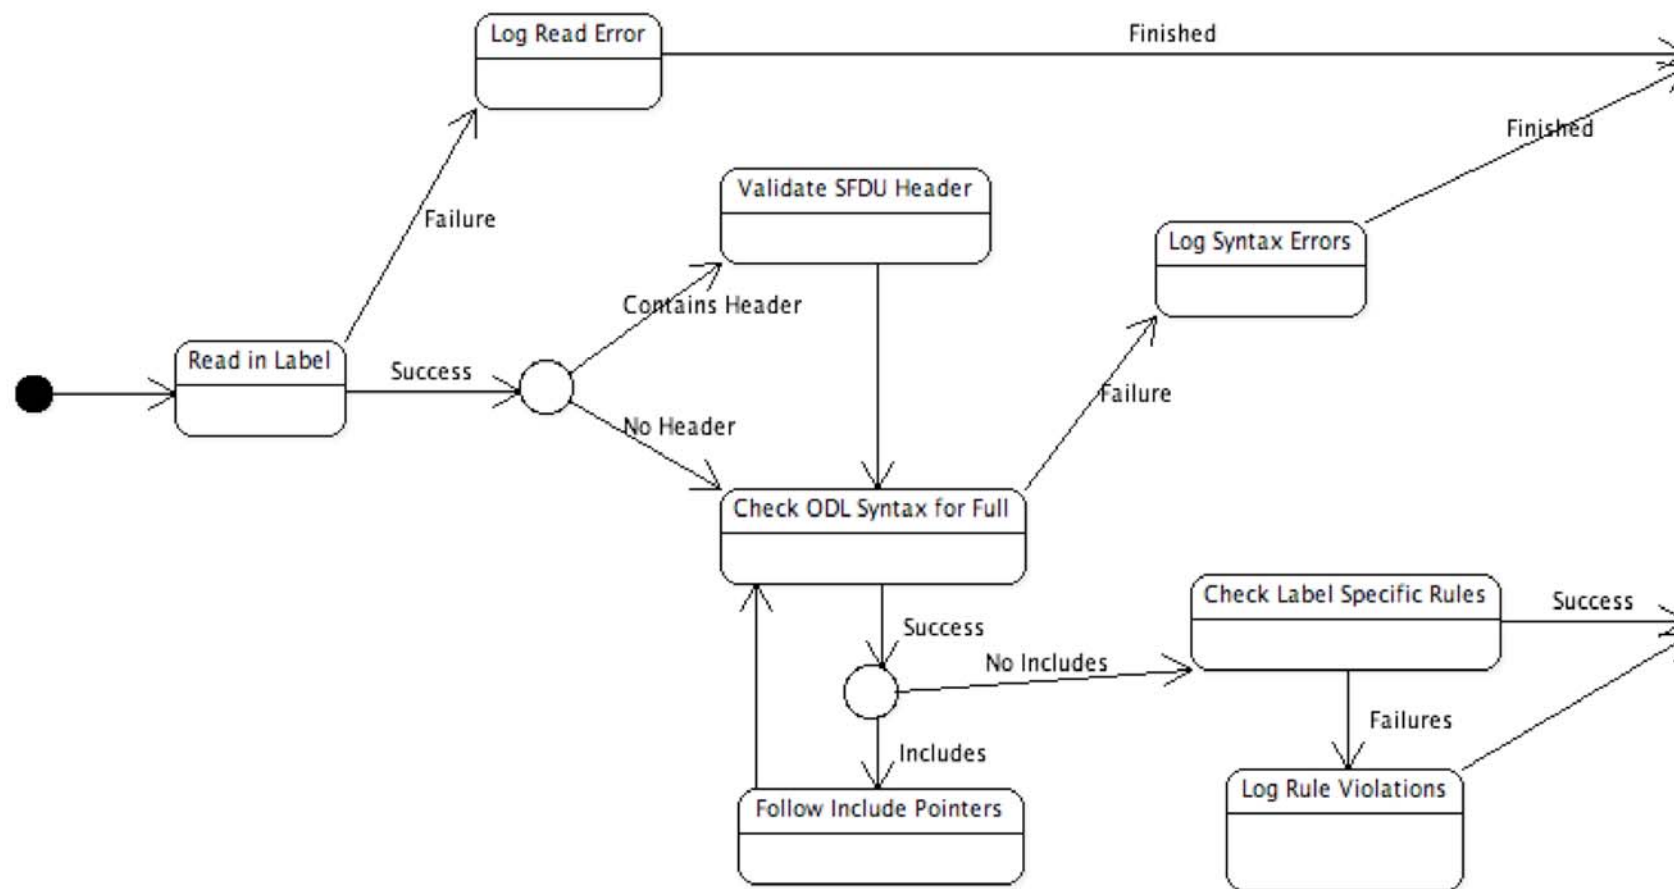 Log Read Error
Finished
Finished
Validate SFDU Header
Failure
Log Syntax Errors
Contains Header
Read in Label
Success
Failure
No Header
Check ODL Syntax for Full
Check Label Specific Rules
Success
Success
No Includes
Failures
Includes
Log Rule Violations
Follow Include Pointers